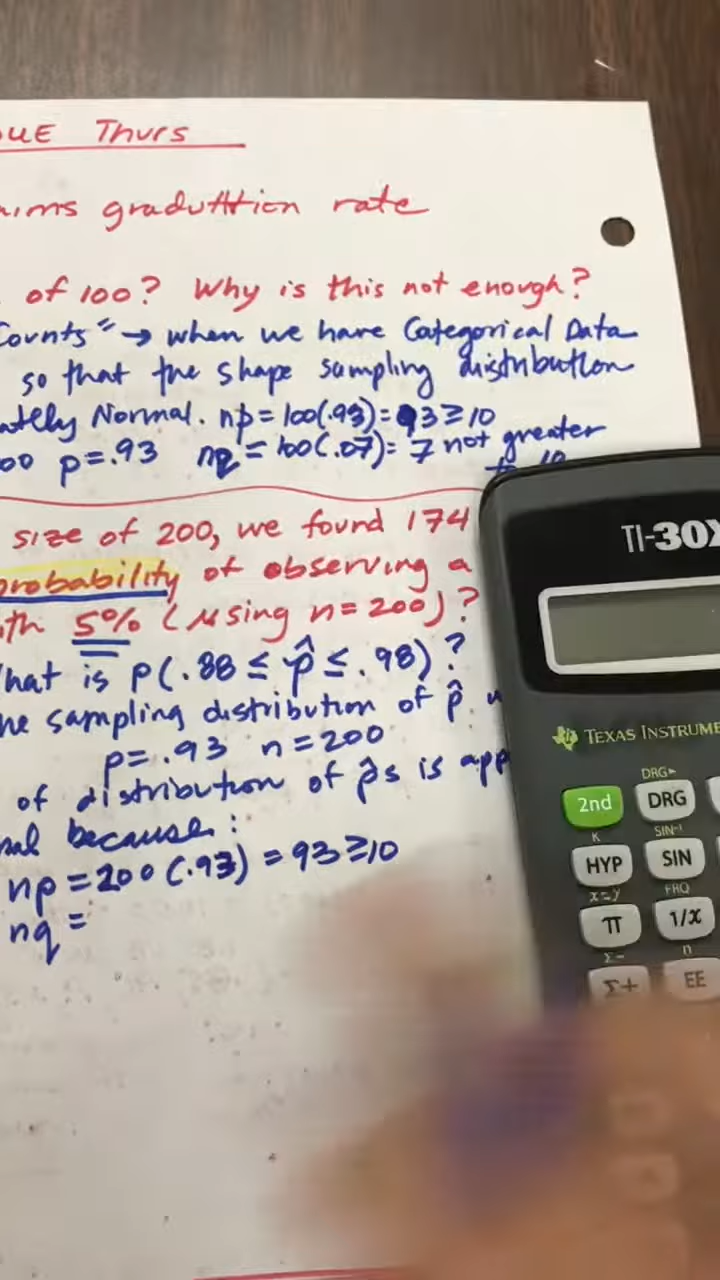 DUE Thurs
aims graduttion rate
of 100? Why is this not enough?
Counts" → when we have Categorical Data
so that the shape sampling distribution
ately Normal. np = 100(.93) = 93 ≥ 10
00 p = .93 nq = 100(.07) = 7 not greater
size of 200, we found 174
probability of observing a
th 5% (using n = 200)?
hat is P(.88 ≤ p̂ ≤ .98)?
he sampling distribution of p̂
p = .93 n = 200
of distribution of p̂s is app
al because:
np = 200(.93) = 93 ≥ 10
nq =
TI-30X
TEXAS INSTRUME
DRG▸
2nd DRG
K SIN⁻¹
HYP SIN
x⇄y FRQ
π 1/x
Σ- n
Σ+ EE